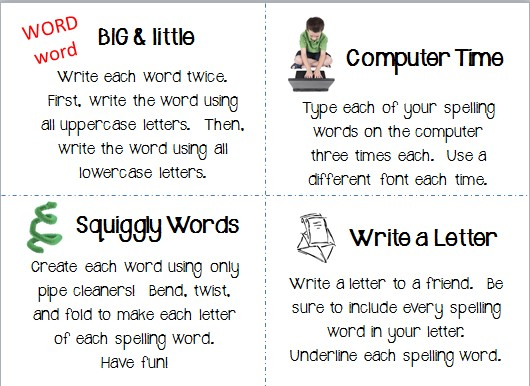 WORD
word
BIG & little
Write each word twice.
First, write the word using
all uppercase letters. Then,
write the word using all
lowercase letters.
Computer Time
Type each of your spelling
words on the computer
three times each. Use a
different font each time.
Squiggly Words
Create each word using only
pipe cleaners! Bend, twist,
and fold to make each letter
of each spelling word.
Have fun!
Write a Letter
Write a letter to a friend. Be
sure to include every spelling
word in your letter.
Underline each spelling word.